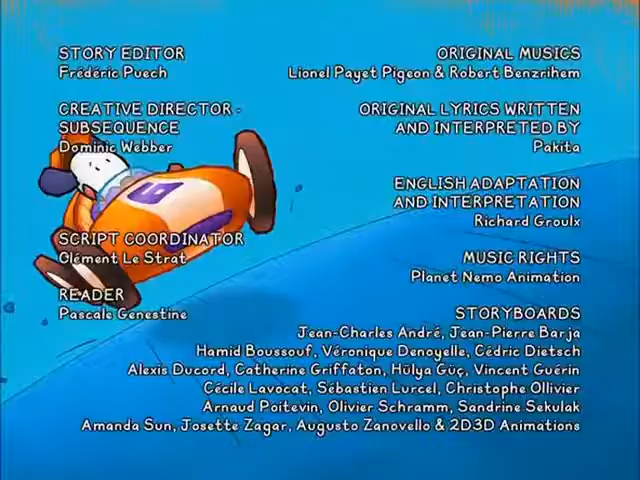 STORY EDITOR
Frédéric Puech
CREATIVE DIRECTOR -
SUBSEQUENCE
Dominic Webber
SCRIPT COORDINATOR
Clément Le Strat
READER
Pascale Genestine
ORIGINAL MUSICS
Lionel Payet Pigeon & Robert Benzrihem
ORIGINAL LYRICS WRITTEN
AND INTERPRETED BY
Pakita
ENGLISH ADAPTATION
AND INTERPRETATION
Richard Groulx
MUSIC RIGHTS
Planet Nemo Animation
STORYBOARDS
Jean-Charles André, Jean-Pierre Barja
Hamid Boussouf, Véronique Denoyelle, Cédric Dietsch
Alexis Ducord, Catherine Griffaton, Hülya Güç, Vincent Guérin
Cécile Lavocat, Sébastien Lurcel, Christophe Ollivier
Arnaud Poitevin, Olivier Schramm, Sandrine Sekulak
Amanda Sun, Josette Zagar, Augusto Zanovello & 2D3D Animations